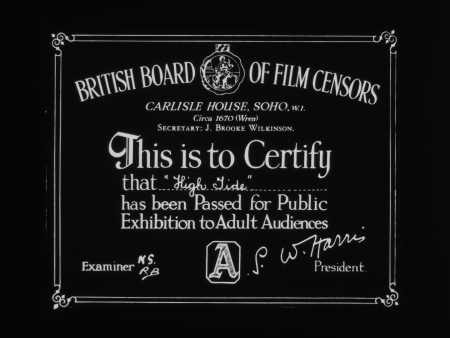 BRITISH BOARD OF FILM CENSORS
CARLISLE HOUSE, SOHO, W.1.
Circa 1670 (Wren)
SECRETARY: J. BROOKE WILKINSON.
This is to Certify
that "High Tide"
has been Passed for Public
Exhibition to Adult Audiences
Examiner N.S. R.B
A
S. W. Harris
President.